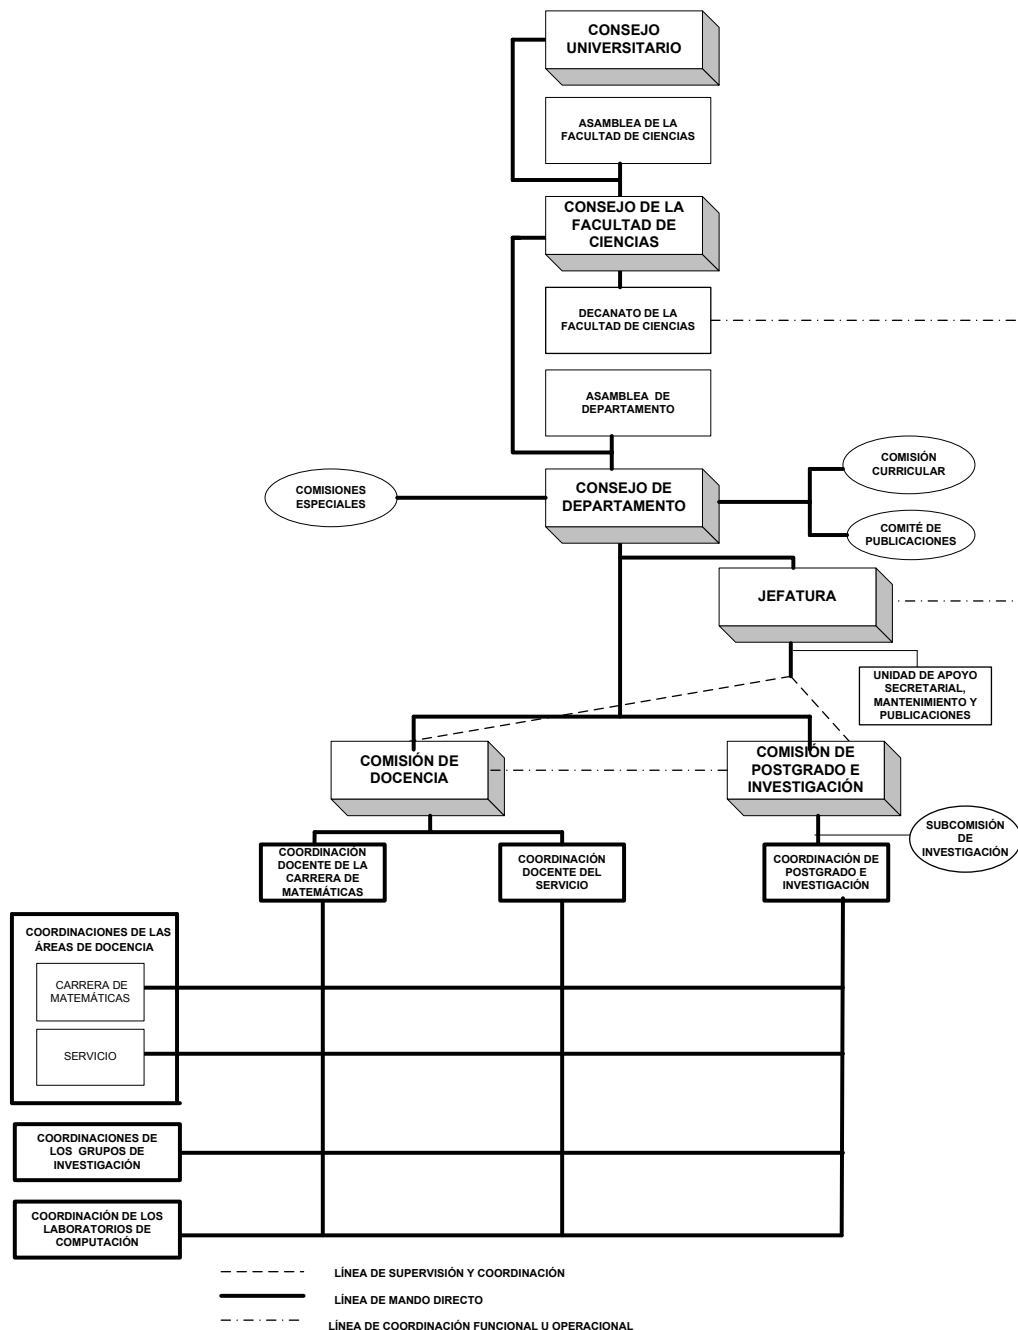 CONSEJO
UNIVERSITARIO
ASAMBLEA DE LA
FACULTAD DE CIENCIAS
CONSEJO DE LA
FACULTAD DE
CIENCIAS
DECANATO DE LA
FACULTAD DE CIENCIAS
ASAMBLEA DE
DEPARTAMENTO
COMISIONES
ESPECIALES
CONSEJO DE
DEPARTAMENTO
COMISIÓN
CURRICULAR
COMITÉ DE
PUBLICACIONES
JEFATURA
UNIDAD DE APOYO
SECRETARIAL,
MANTENIMIENTO Y
PUBLICACIONES
COMISIÓN DE
DOCENCIA
COMISIÓN DE
POSTGRADO E
INVESTIGACIÓN
SUBCOMISIÓN
DE
INVESTIGACIÓN
COORDINACIÓN
DOCENTE DE LA
CARRERA DE
MATEMÁTICAS
COORDINACIÓN
DOCENTE DEL
SERVICIO
COORDINACIÓN DE
POSTGRADO E
INVESTIGACIÓN
COORDINACIONES DE LAS
ÁREAS DE DOCENCIA
CARRERA DE
MATEMÁTICAS
SERVICIO
COORDINACIONES DE
LOS GRUPOS DE
INVESTIGACIÓN
COORDINACIÓN DE LOS
LABORATORIOS DE
COMPUTACIÓN
LÍNEA DE SUPERVISIÓN Y COORDINACIÓN
LÍNEA DE MANDO DIRECTO
LÍNEA DE COORDINACIÓN FUNCIONAL U OPERACIONAL